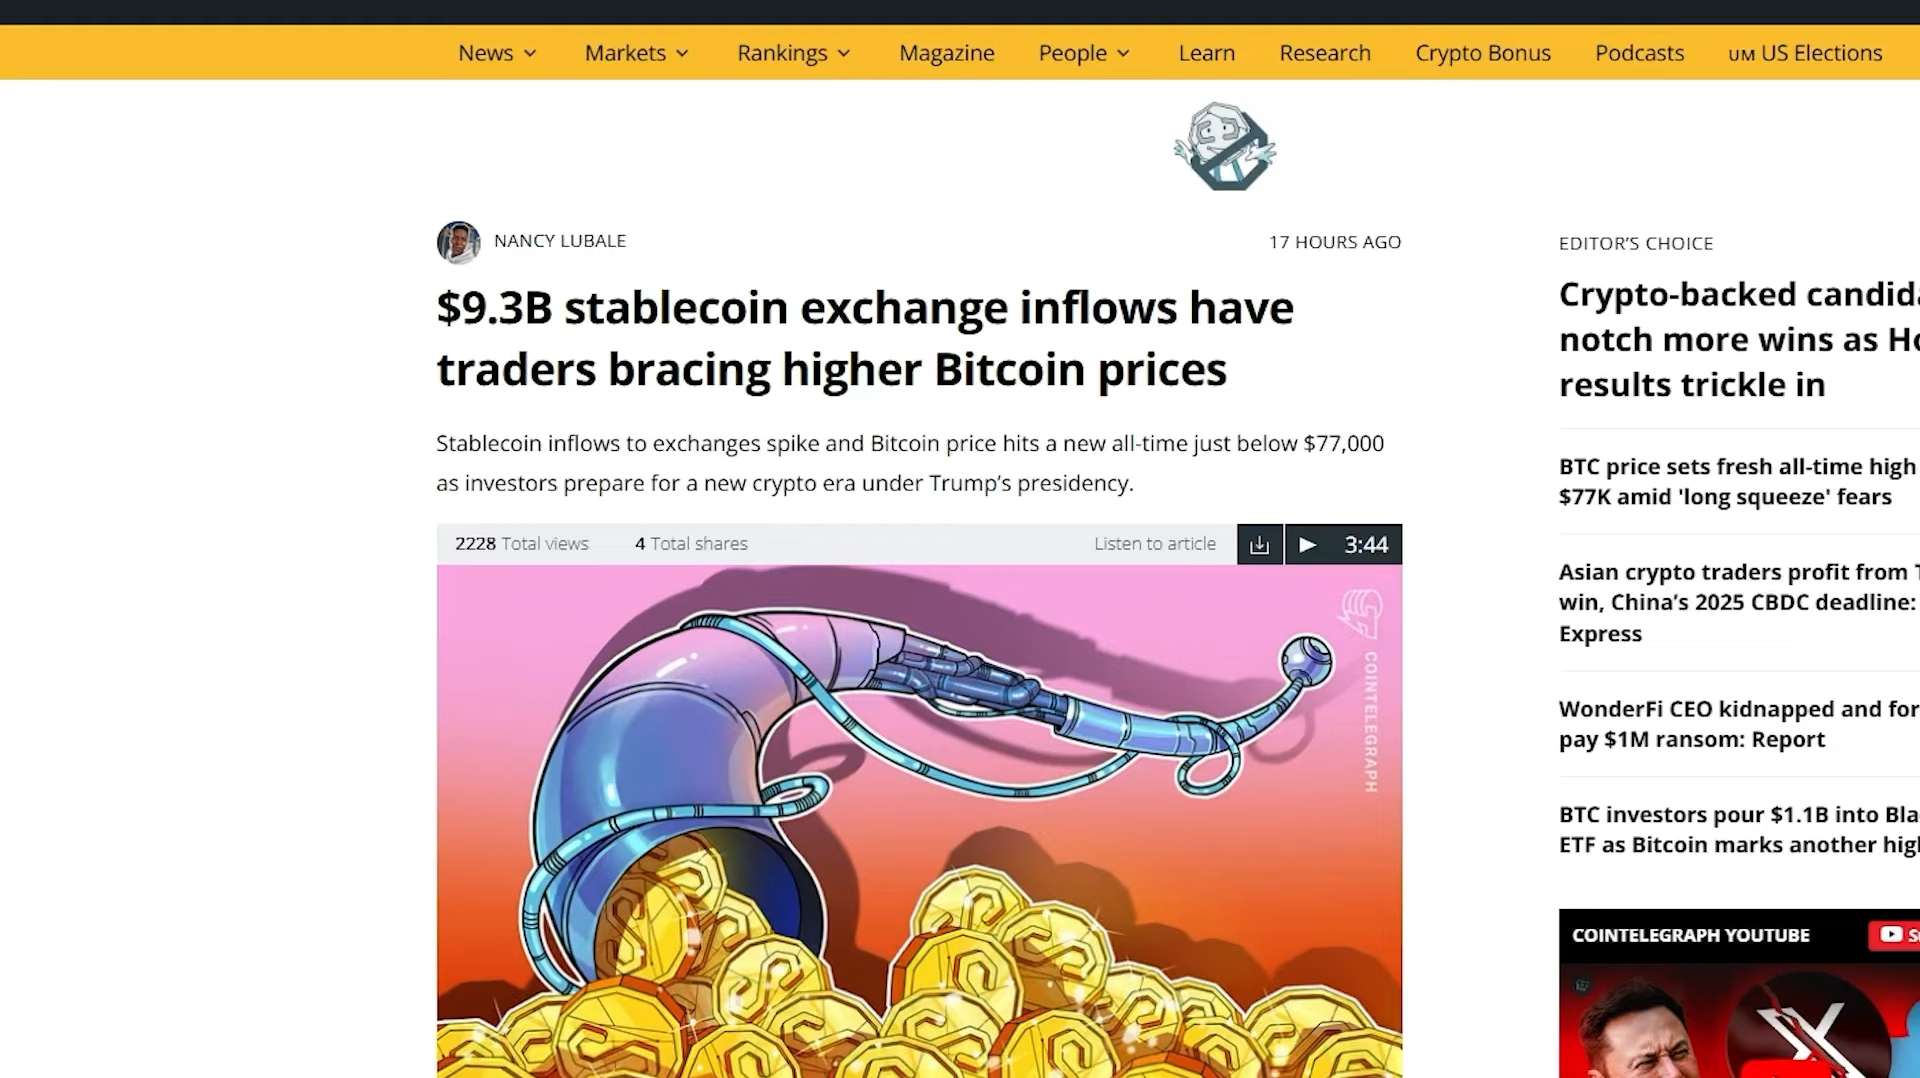 News
Markets
Rankings
Magazine
People
Learn
Research
Crypto Bonus
Podcasts
UM US Elections
NANCY LUBALE
17 HOURS AGO
$9.3B stablecoin exchange inflows have
traders bracing higher Bitcoin prices
Stablecoin inflows to exchanges spike and Bitcoin price hits a new all-time just below $77,000
as investors prepare for a new crypto era under Trump's presidency.
2228 Total views
4 Total shares
Listen to article
3:44
COINTELEGRAPH
EDITOR'S CHOICE
Crypto-backed
notch more wins as
results trickle in
BTC price sets fresh all-time high
$77K amid 'long squeeze' fears
Asian crypto traders profit from
win, China's 2025 CBDC deadline:
Express
WonderFi CEO kidnapped and
pay $1M ransom: Report
BTC investors pour $1.1B into
ETF as Bitcoin marks another
COINTELEGRAPH YOUTUBE